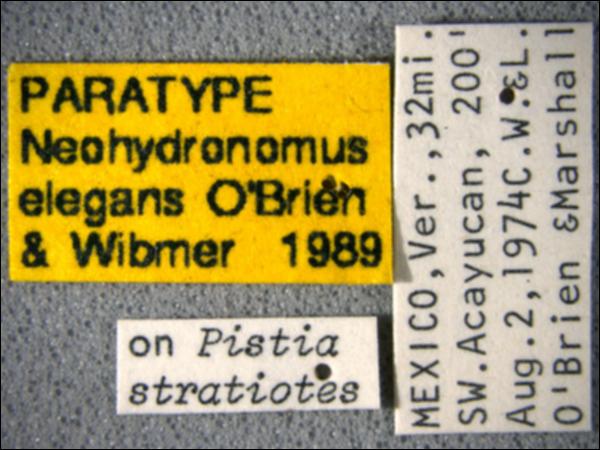 PARATYPE
Neohydronomus
elegans O'Brien
& Wibmer 1989
on Pistia
stratiotes
MEXICO,Ver.,32mi.
SW.Acayucan, 200'
Aug.2,1974C.W.&L.
O'Brien &Marshall